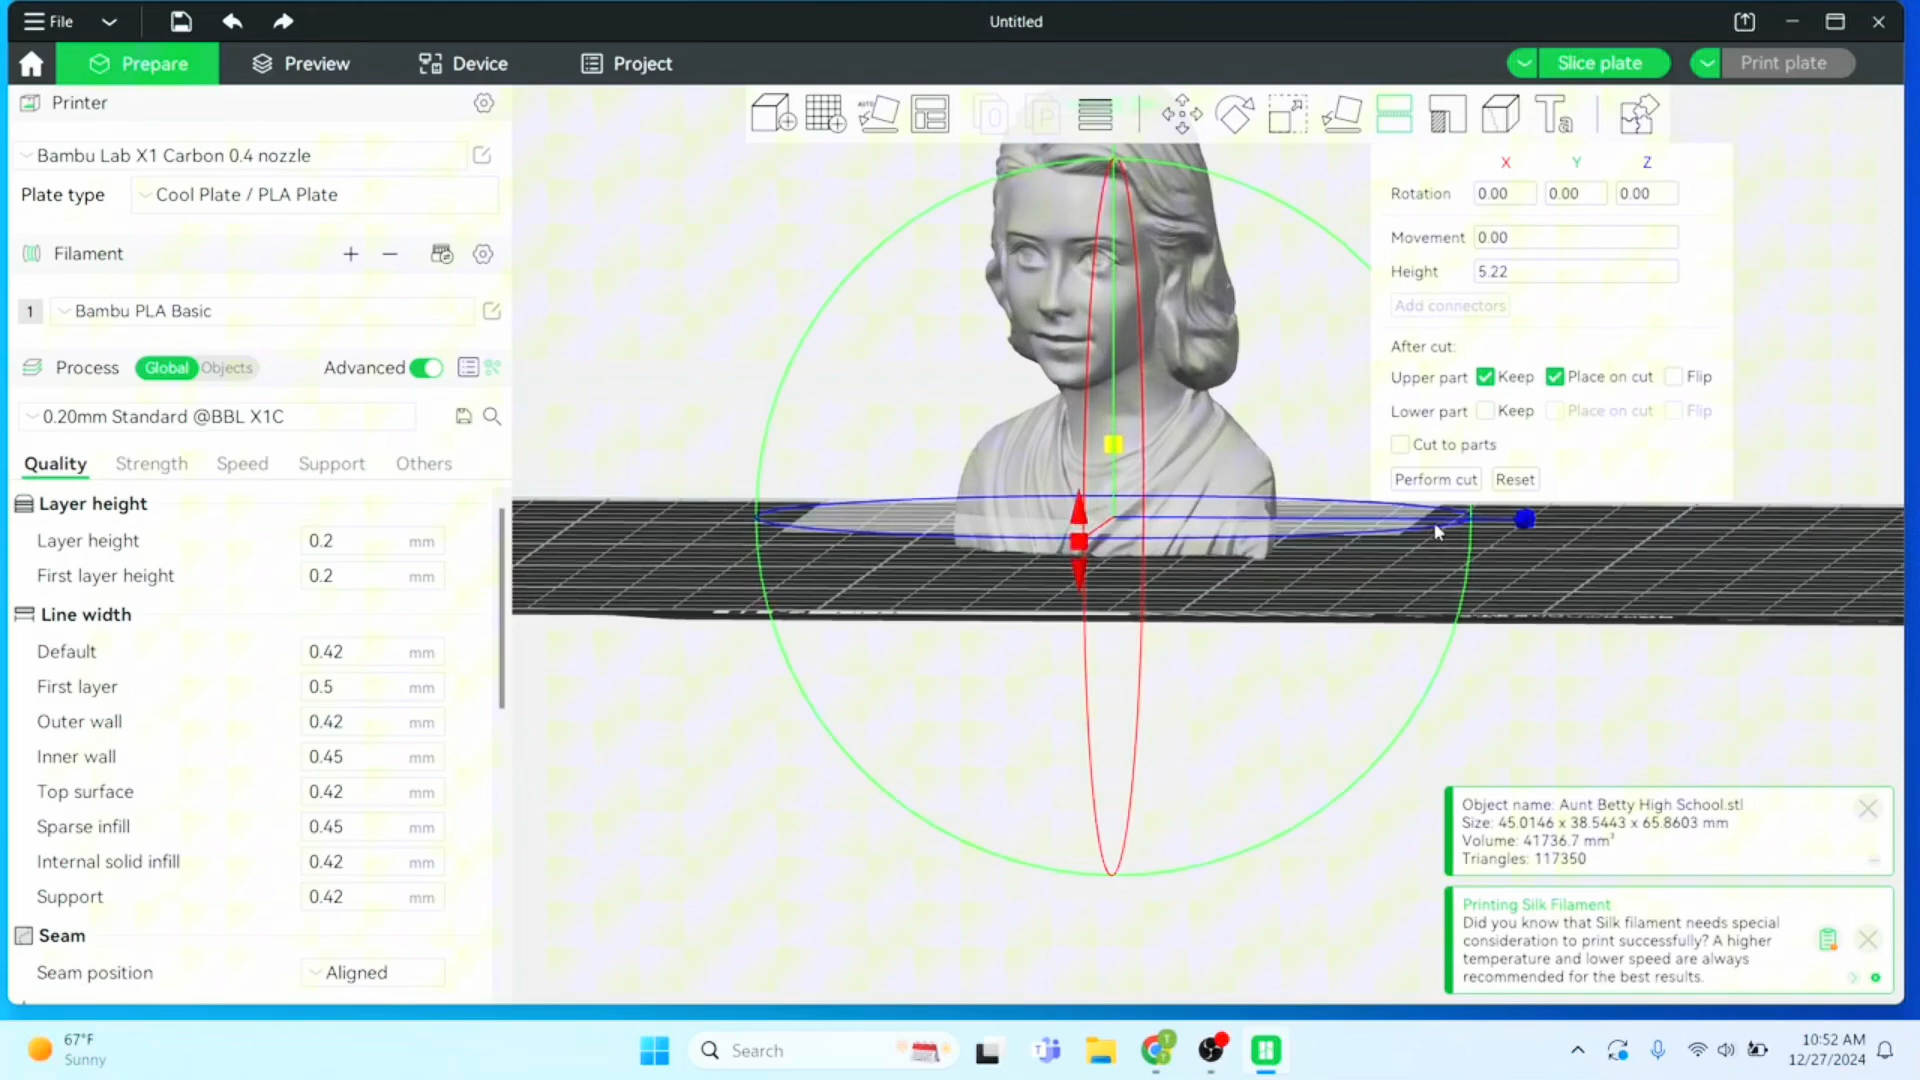 File
Untitled
Prepare
Preview
Device
Project
Slice plate
Print plate
Printer
Bambu Lab X1 Carbon 0.4 nozzle
Plate type
Cool Plate / PLA Plate
Filament
1
Bambu PLA Basic
Process
Global
Objects
Advanced
0.20mm Standard @BBL X1C
Quality
Strength
Speed
Support
Others
Layer height
Layer height 0.2 mm
First layer height 0.2 mm
Line width
Default 0.42 mm
First layer 0.5 mm
Outer wall 0.42 mm
Inner wall 0.45 mm
Top surface 0.42 mm
Sparse infill 0.45 mm
Internal solid infill 0.42 mm
Support 0.42 mm
Seam
Seam position Aligned
AUTO
X Y Z
Rotation 0.00 0.00 0.00
Movement 0.00
Height 5.22
Add connectors
After cut:
Upper part Keep Place on cut Flip
Lower part Keep Place on cut Flip
Cut to parts
Perform cut Reset
Object name: Aunt Betty High School.stl
Size: 45.0146 x 38.5443 x 65.8603 mm
Volume: 41736.7 mm³
Triangles: 117350
Printing Silk Filament
Did you know that Silk filament needs special
consideration to print successfully? A higher
temperature and lower speed are always
recommended for the best results.
67°F
Sunny
Search
10:52 AM
12/27/2024